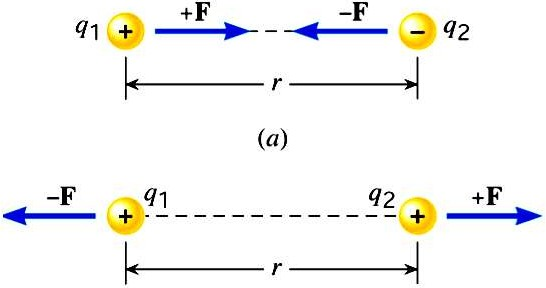 q1 + +F −F − q2
r
(a)
−F + q1 q2 + +F
r